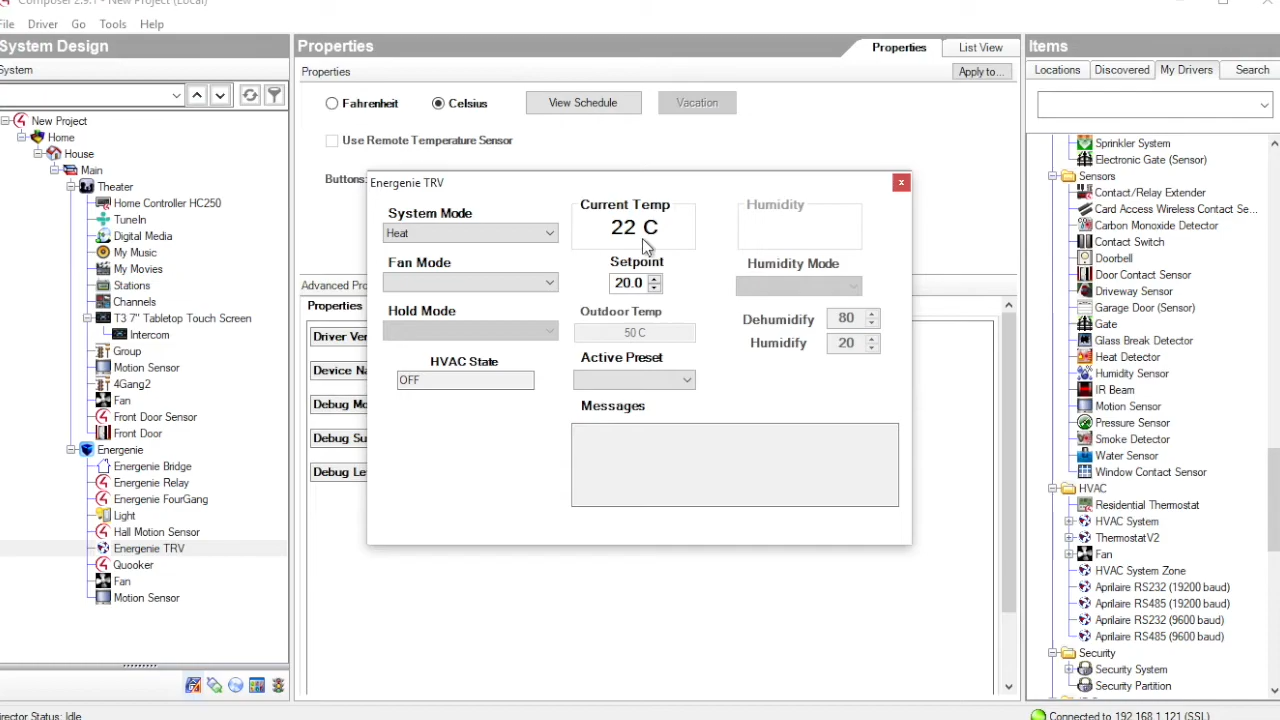 Composer 2.9.1 - New Project (Local)
File Driver Go Tools Help
System Design
System
New Project
Home
House
Main
Theater
Home Controller HC250
TuneIn
Digital Media
My Music
My Movies
Stations
Channels
T3 7" Tabletop Touch Screen
Intercom
Group
Motion Sensor
4Gang2
Fan
Front Door Sensor
Front Door
Energenie
Energenie Bridge
Energenie Relay
Energenie FourGang
Light
Hall Motion Sensor
Energenie TRV
Quooker
Fan
Motion Sensor
Director Status: Idle
Properties
Properties List View
Properties
Apply to...
Fahrenheit Celsius View Schedule Vacation
Use Remote Temperature Sensor
Buttons:
Advanced Pro
Properties
Driver Ver
Device Na
Debug Mo
Debug Su
Debug Le
Energenie TRV
x
System Mode
Heat
Fan Mode
Hold Mode
HVAC State
OFF
Current Temp
22 C
Setpoint
20.0
Outdoor Temp
50 C
Active Preset
Messages
Humidity
Humidity Mode
Dehumidify 80
Humidify 20
Items
Locations Discovered My Drivers Search
Sprinkler System
Electronic Gate (Sensor)
Sensors
Contact/Relay Extender
Card Access Wireless Contact Se...
Carbon Monoxide Detector
Contact Switch
Doorbell
Door Contact Sensor
Driveway Sensor
Garage Door (Sensor)
Gate
Glass Break Detector
Heat Detector
Humidity Sensor
IR Beam
Motion Sensor
Pressure Sensor
Smoke Detector
Water Sensor
Window Contact Sensor
HVAC
Residential Thermostat
HVAC System
ThermostatV2
Fan
HVAC System Zone
Aprilaire RS232 (19200 baud)
Aprilaire RS485 (19200 baud)
Aprilaire RS232 (9600 baud)
Aprilaire RS485 (9600 baud)
Security
Security System
Security Partition
Connected to 192.168.1.121 (SSL)